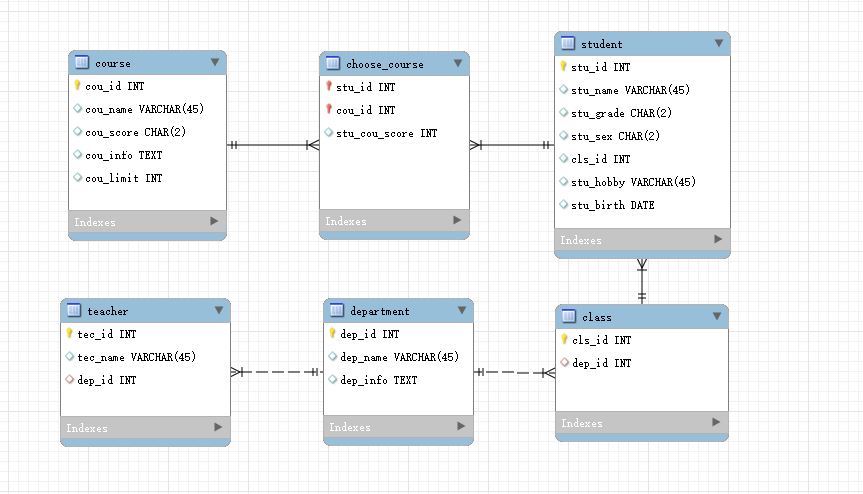 course
cou_id INT
cou_name VARCHAR(45)
cou_score CHAR(2)
cou_info TEXT
cou_limit INT
Indexes
choose_course
stu_id INT
cou_id INT
stu_cou_score INT
Indexes
student
stu_id INT
stu_name VARCHAR(45)
stu_grade CHAR(2)
stu_sex CHAR(2)
cls_id INT
stu_hobby VARCHAR(45)
stu_birth DATE
Indexes
teacher
tec_id INT
tec_name VARCHAR(45)
dep_id INT
Indexes
department
dep_id INT
dep_name VARCHAR(45)
dep_info TEXT
Indexes
class
cls_id INT
dep_id INT
Indexes